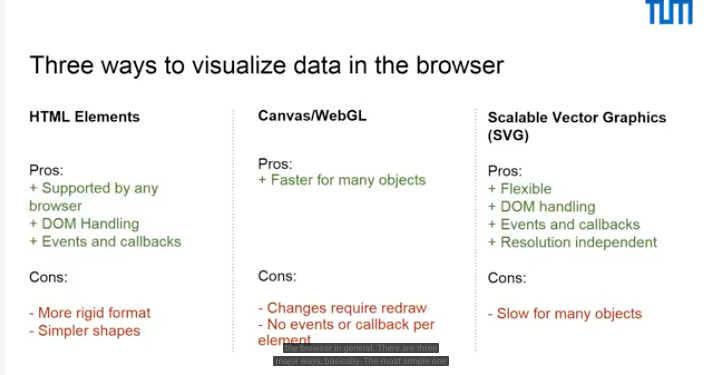 TUM
Three ways to visualize data in the browser
HTML Elements
Pros:
+ Supported by any
browser
+ DOM Handling
+ Events and callbacks
Cons:
- More rigid format
- Simpler shapes
Canvas/WebGL
Pros:
+ Faster for many objects
Cons:
- Changes require redraw
- No events or callback per
element
Scalable Vector Graphics
(SVG)
Pros:
+ Flexible
+ DOM handling
+ Events and callbacks
+ Resolution independent
Cons:
- Slow for many objects
the browser in general. There are three
major ways, basically. The most simple one